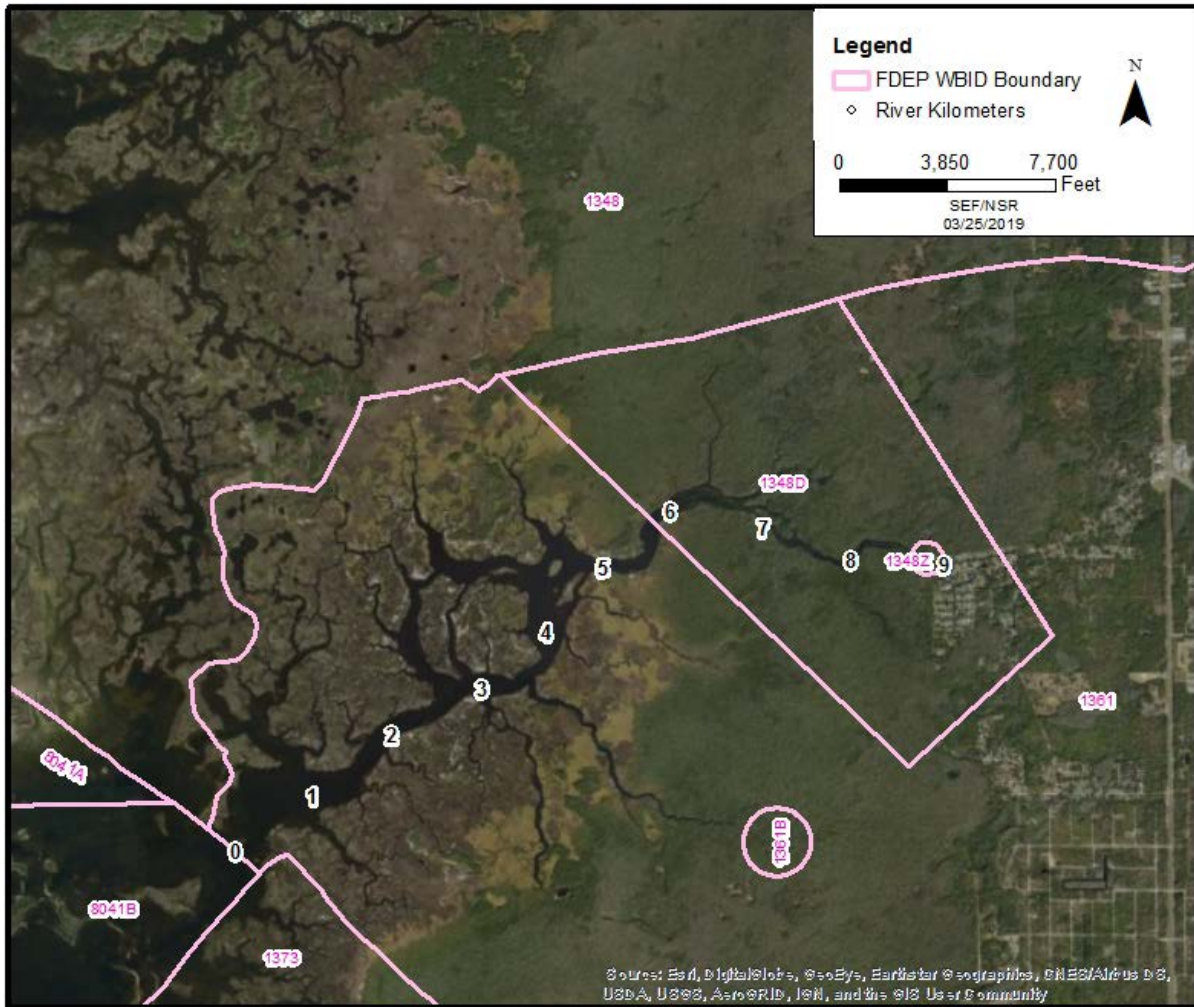 Legend
FDEP WBID Boundary
River Kilometers
N
0 3,850 7,700
Feet
SEF/NSR
03/25/2019
1348
1348D
6
7
8
1348Z
9
5
4
3
1361
2
8041A
1
1361B
0
8041B
1373
Source: Esri, DigitalGlobe, GeoEye, Earthstar Geographics, CNES/Airbus DS,
USDA, USGS, AeroGRID, IGN, and the GIS User Community